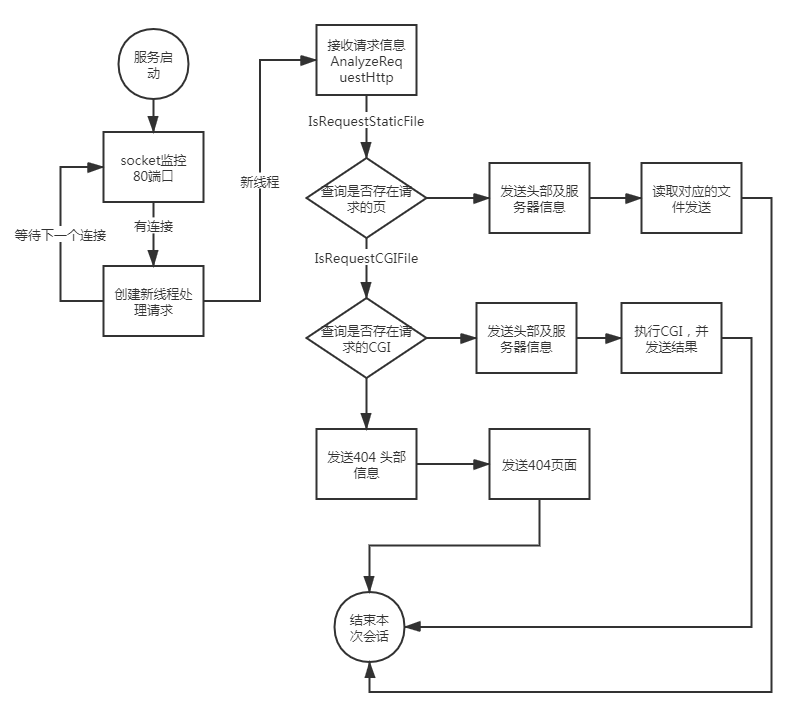 服务启
动
socket监控
80端口
等待下一个连接
有连接
创建新线程处
理请求
新线程
接收请求信息
AnalyzeReq
uestHttp
IsRequestStaticFile
查询是否存在请
求的页
发送头部及服
务器信息
读取对应的文
件发送
IsRequestCGIFile
查询是否存在请
求的CGI
发送头部及服
务器信息
执行CGI，并
发送结果
发送404 头部
信息
发送404页面
结束本
次会话